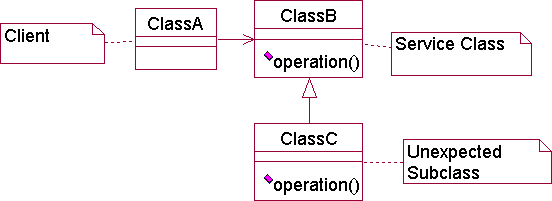 Client
ClassA
ClassB
operation()
Service Class
ClassC
operation()
Unexpected
Subclass